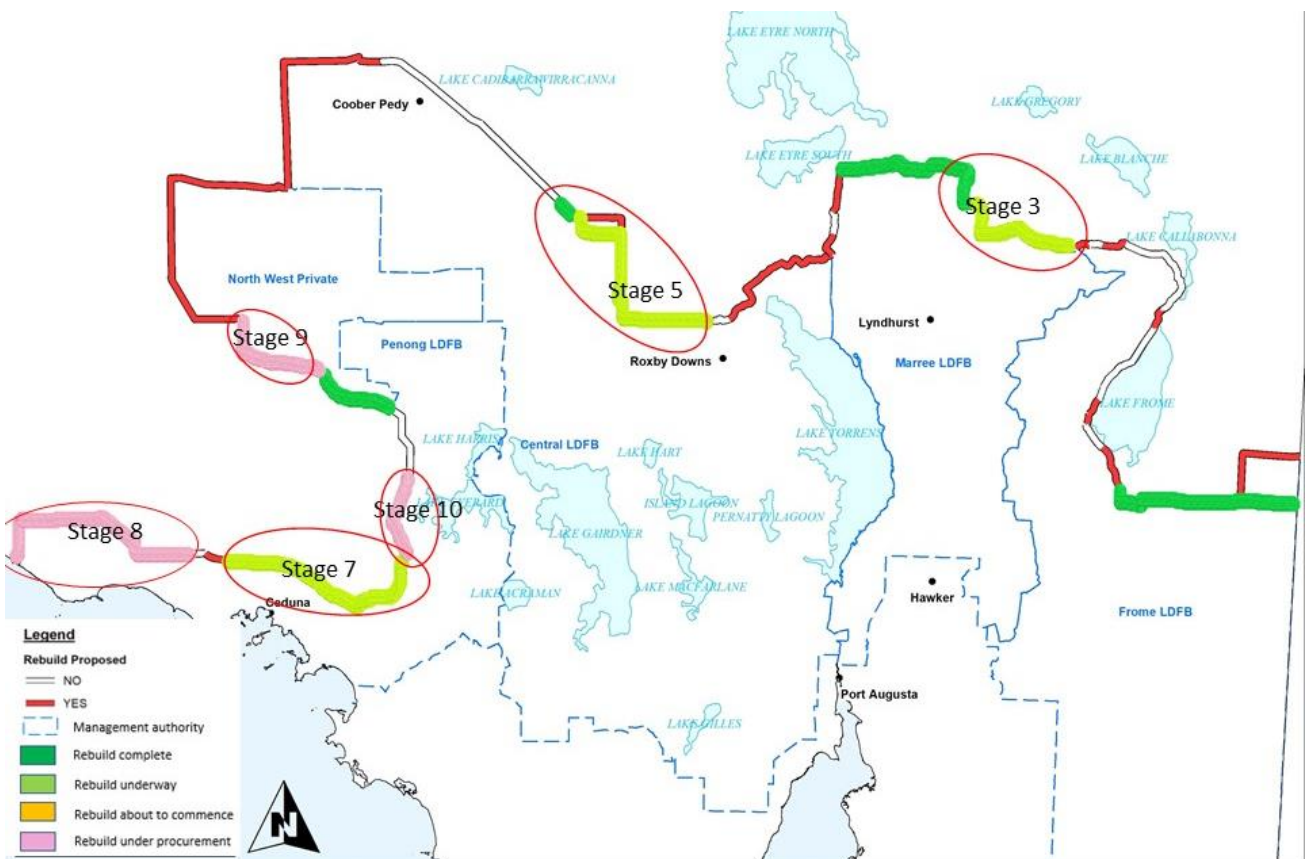 LAKE EYRE NORTH
LAKE CADIBARRAWIRRACANNA
Coober Pedy
LAKE GREGORY
LAKE EYRE SOUTH
LAKE BLANCHE
Stage 3
LAKE CALLABONNA
North West Private
Stage 5
Stage 9
Penong LDFB
Lyndhurst
Roxby Downs
Marree LDFB
LAKE FROME
LAKE HARRIS
Central LDFB
LAKE HART
LAKE TORRENS
Stage 10
LAKE EVERARD
ISLAND LAGOON
PERNATTY LAGOON
Stage 8
LAKE GAIRDNER
Stage 7
LAKE ACRAMAN
LAKE MACFARLANE
Ceduna
Hawker
Frome LDFB
Port Augusta
LAKE GILLES
Legend
Rebuild Proposed
NO
YES
Management authority
Rebuild complete
Rebuild underway
Rebuild about to commence
Rebuild under procurement
N